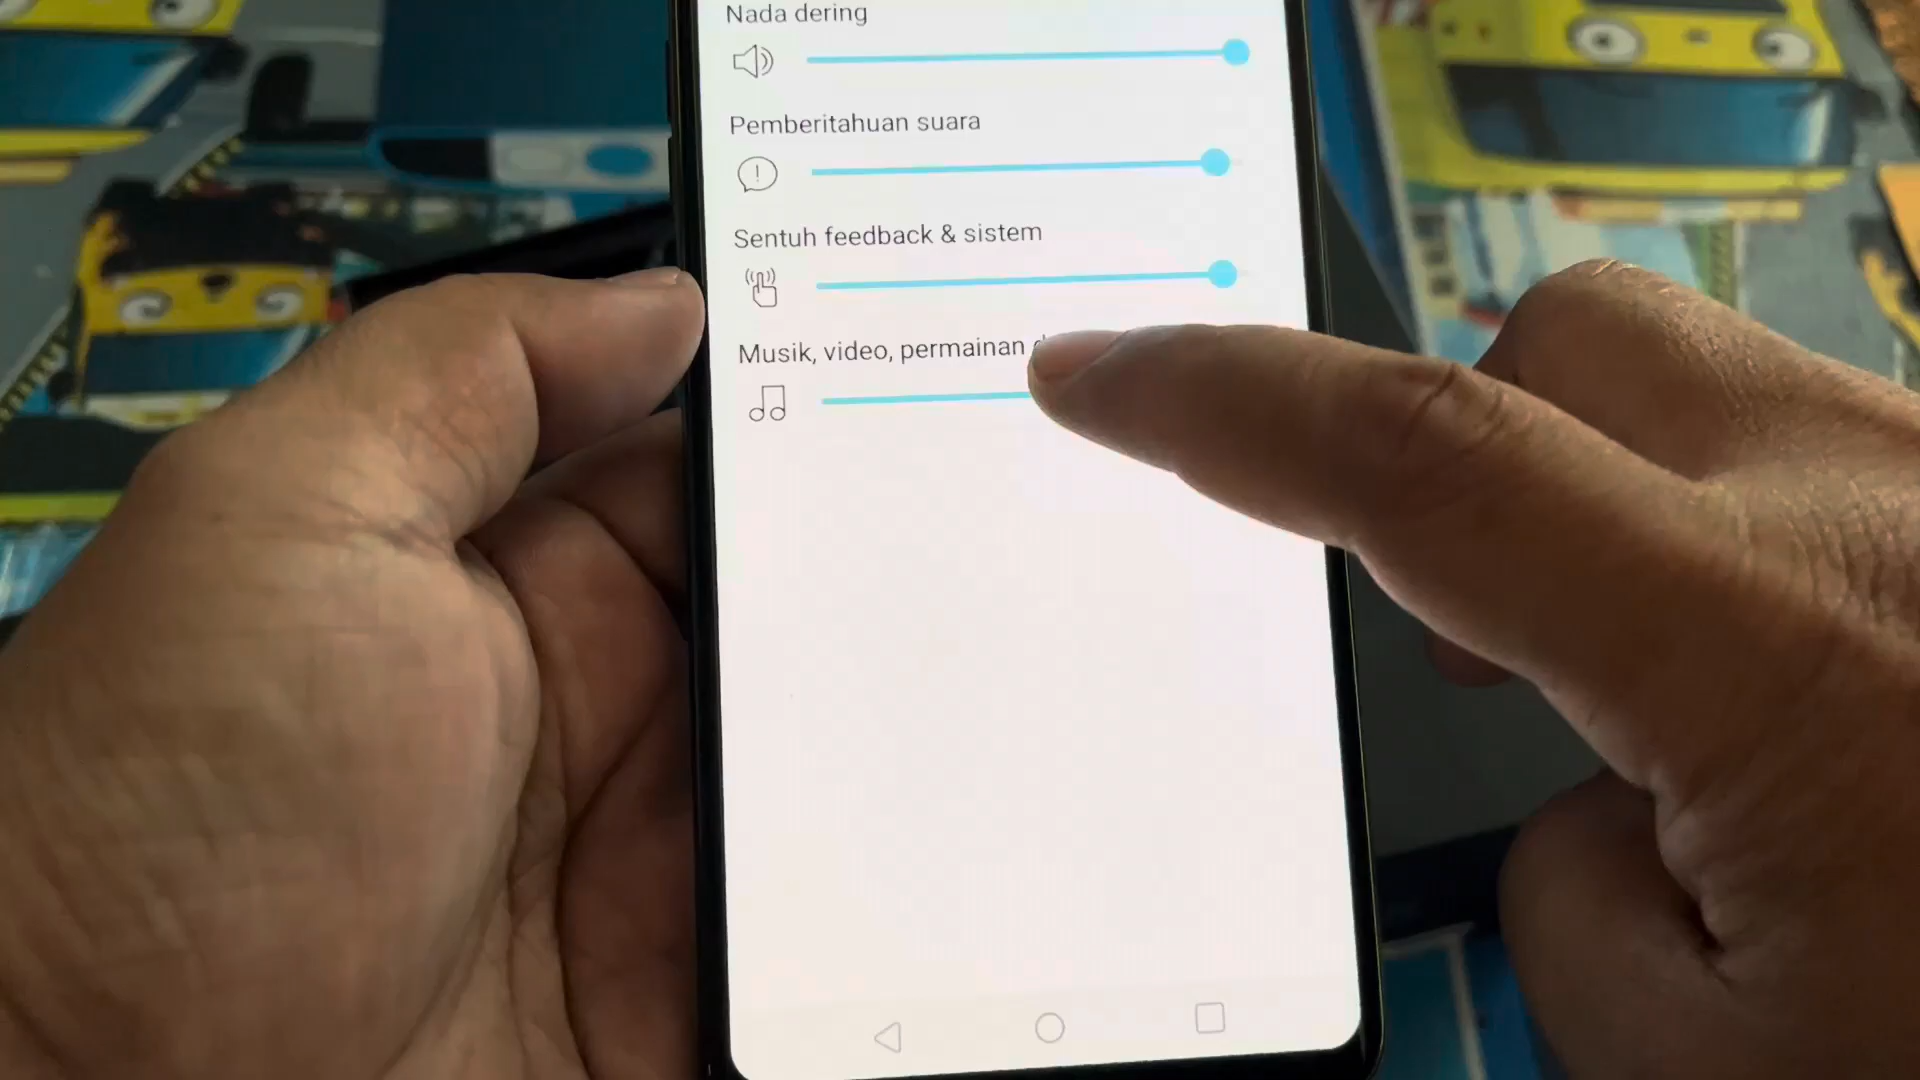 Nada dering
Pemberitahuan suara
Sentuh feedback & sistem
Musik, video, permainan